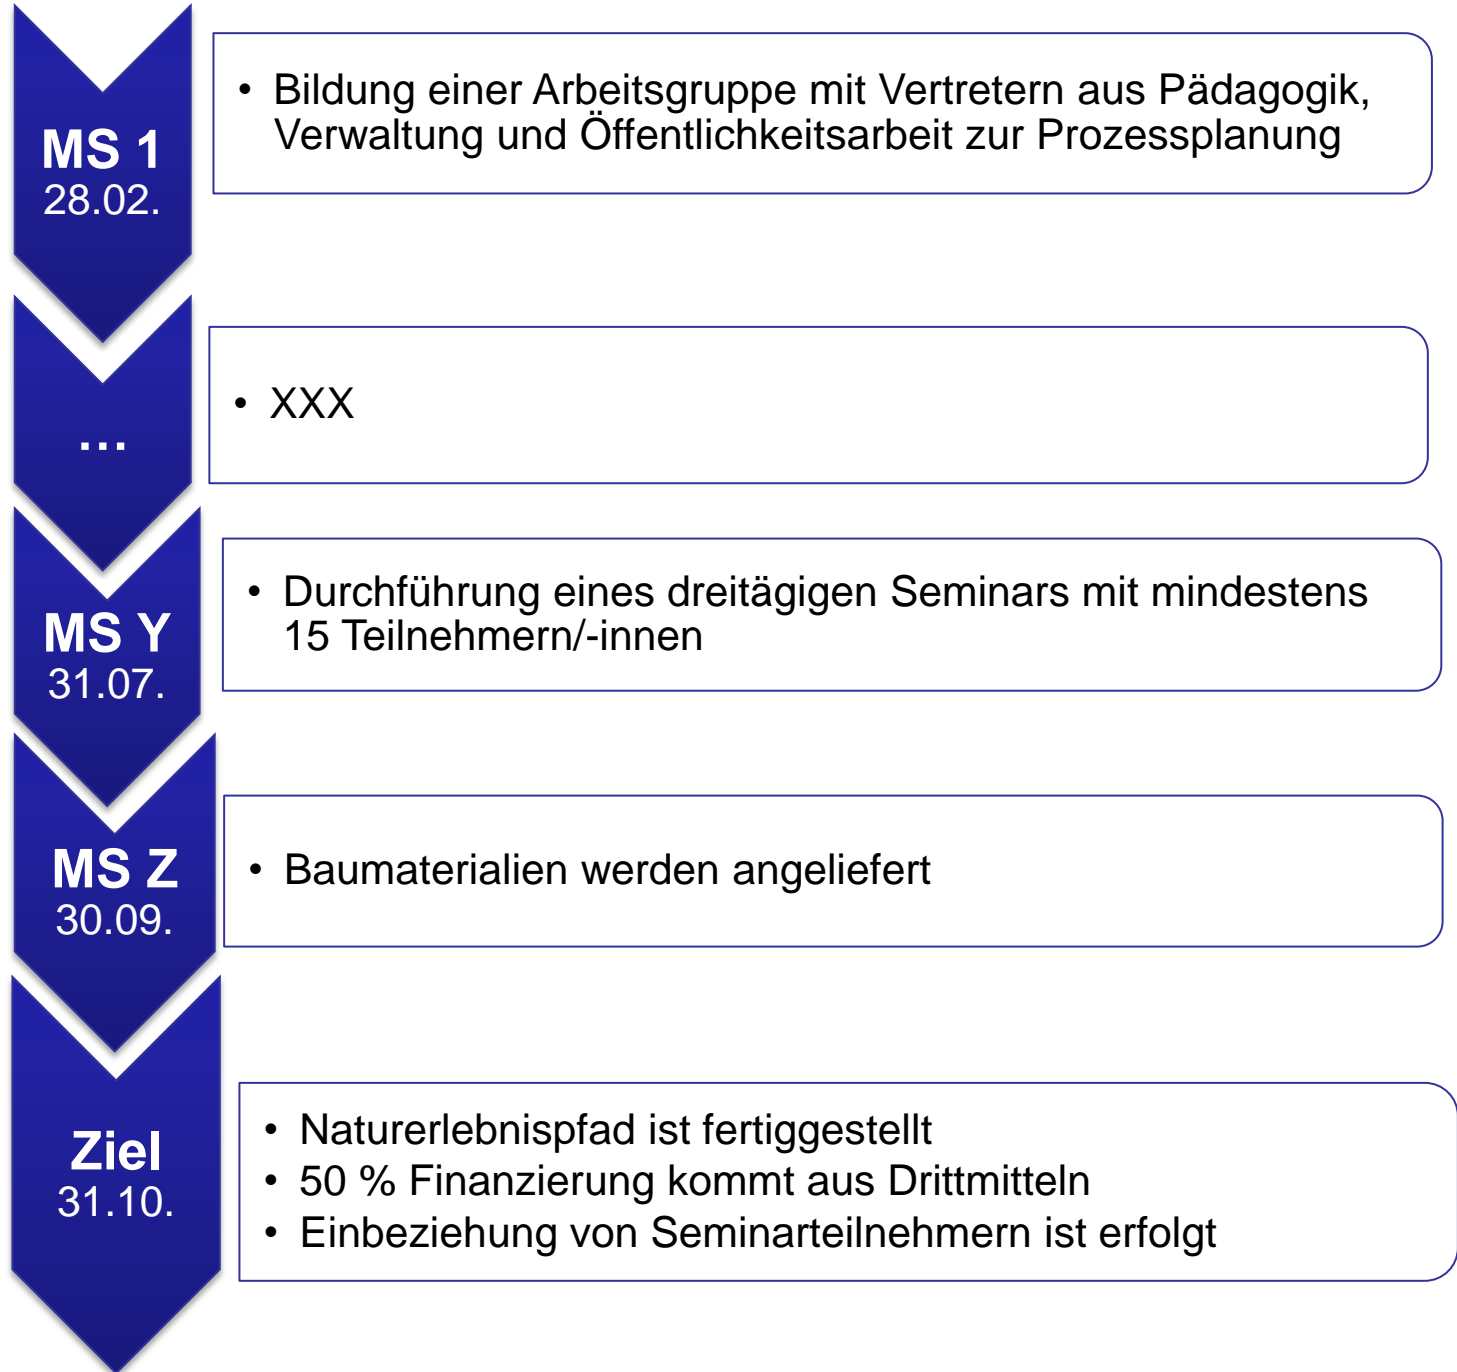 MS 1
28.02.
• Bildung einer Arbeitsgruppe mit Vertretern aus Pädagogik,
Verwaltung und Öffentlichkeitsarbeit zur Prozessplanung
...
• XXX
MS Y
31.07.
• Durchführung eines dreitägigen Seminars mit mindestens
15 Teilnehmern/-innen
MS Z
30.09.
• Baumaterialien werden angeliefert
Ziel
31.10.
• Naturerlebnispfad ist fertiggestellt
• 50 % Finanzierung kommt aus Drittmitteln
• Einbeziehung von Seminarteilnehmern ist erfolgt